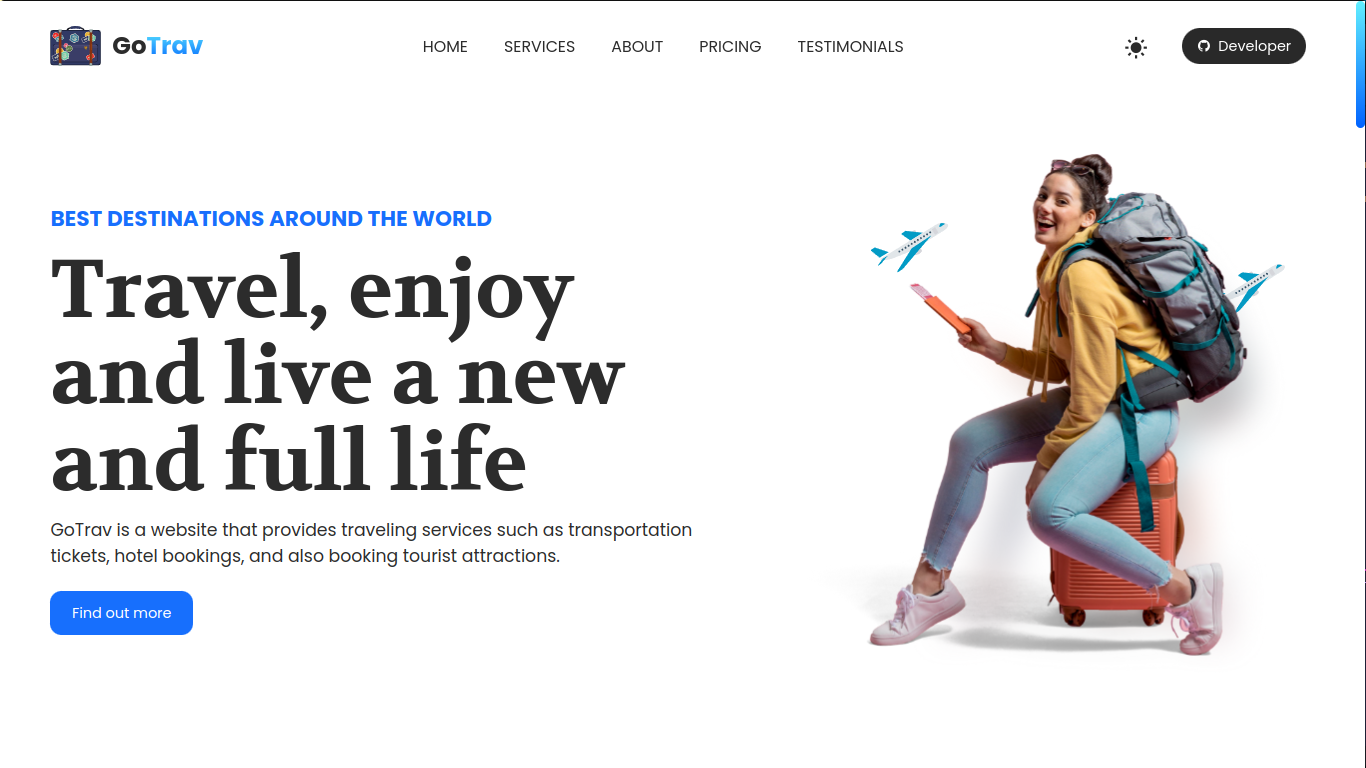 GoTrav
HOME SERVICES ABOUT PRICING TESTIMONIALS
Developer
BEST DESTINATIONS AROUND THE WORLD
Travel, enjoy
and live a new
and full life
GoTrav is a website that provides traveling services such as transportation
tickets, hotel bookings, and also booking tourist attractions.
Find out more